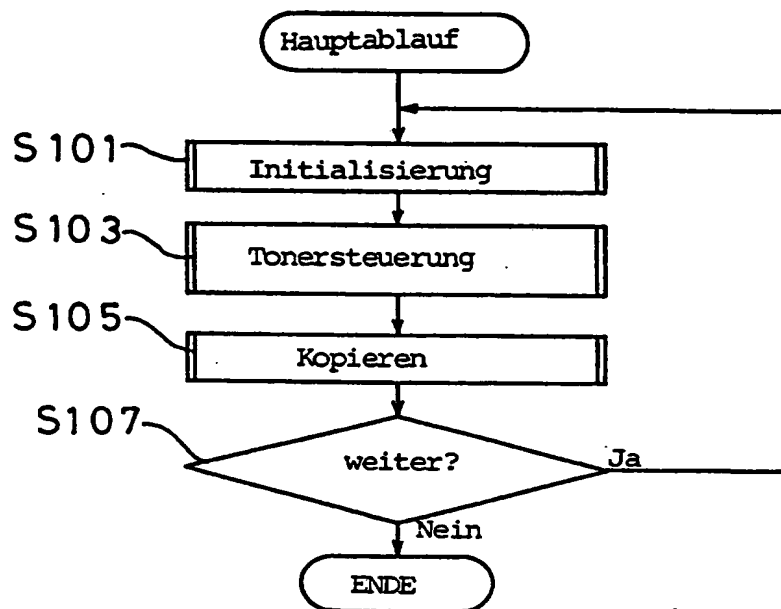 Hauptablauf
S101
Initialisierung
S103
Tonersteuerung
S105
Kopieren
S107
weiter?
Ja
Nein
ENDE